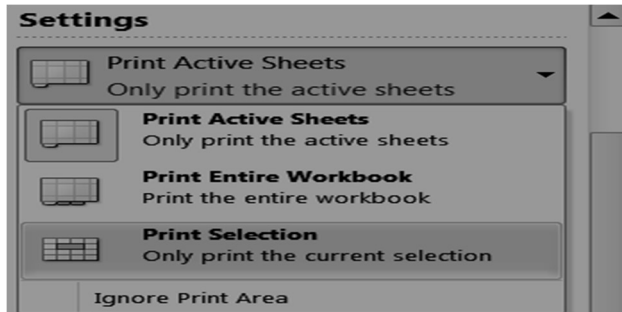 Settings
Print Active Sheets
Only print the active sheets
Print Active Sheets
Only print the active sheets
Print Entire Workbook
Print the entire workbook
Print Selection
Only print the current selection
Ignore Print Area